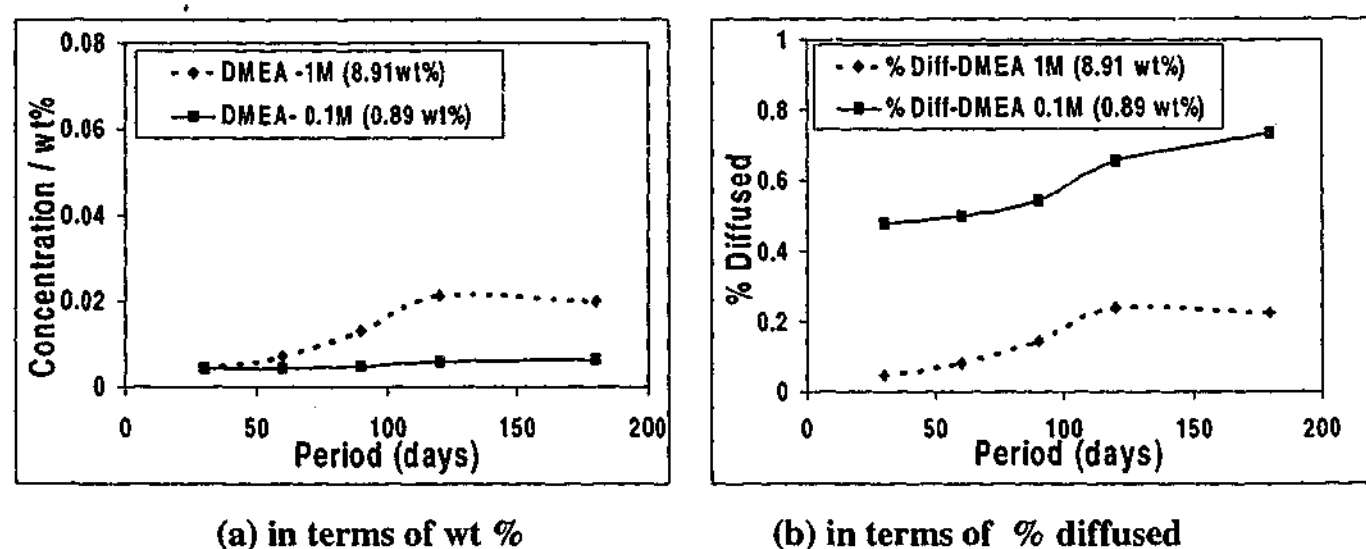 0.08
0.06
0.04
0.02
0
Concentration / wt%
DMEA -1M (8.91wt%)
DMEA- 0.1M (0.89 wt%)
0 50 100 150 200
Period (days)
(a) in terms of wt %
1
0.8
0.6
0.4
0.2
0
% Diffused
% Diff-DMEA 1M (8.91 wt%)
% Diff-DMEA 0.1M (0.89 wt%)
0 50 100 150 200
Period (days)
(b) in terms of % diffused